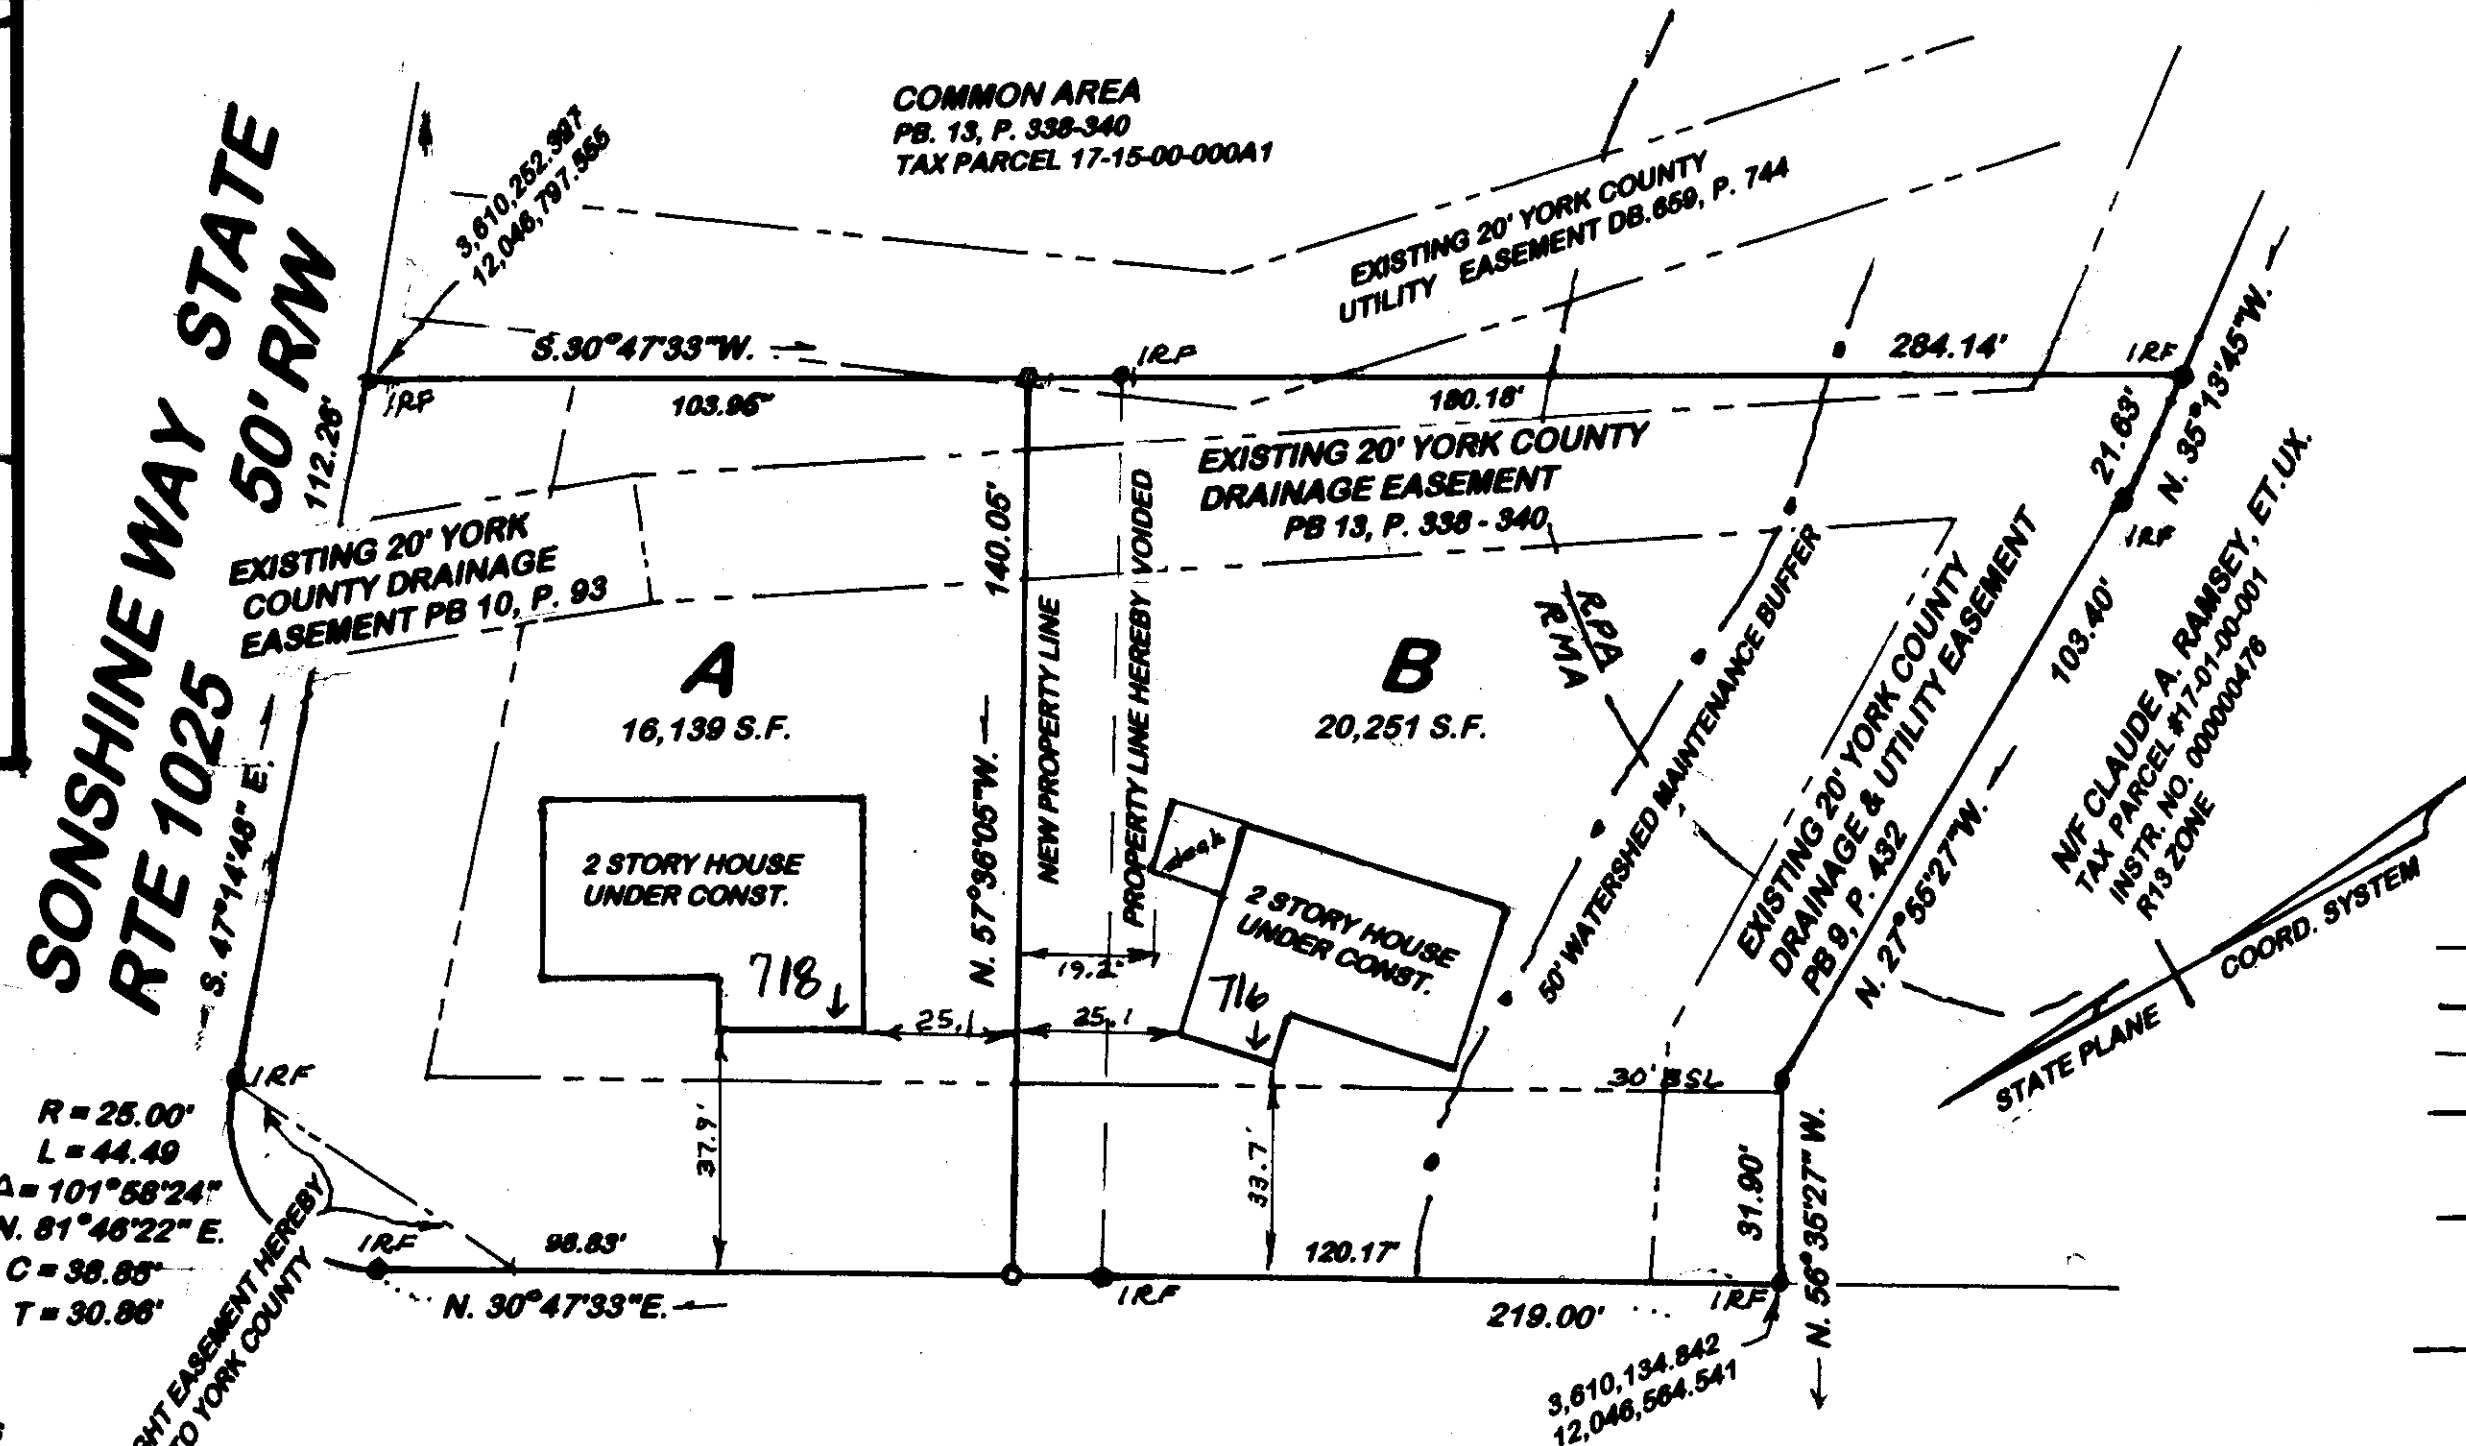 COMMON AREA
PB. 13, P. 338-340
TAX PARCEL 17-15-00-000A1
SONSHINE WAY STATE
RTE 1025 50' R/W
3,610,252.327
12,046,797.555
EXISTING 20' YORK COUNTY
UTILITY EASEMENT DB.659, P. 744
S.30°47'33"W.
IRF
284.14'
IRF
IRF
103.96'
180.18'
112.26'
21.63'
N. 35°13'45"W.
IRF
EXISTING 20' YORK COUNTY
DRAINAGE EASEMENT
PB 13, P. 338 - 340
EXISTING 20' YORK
COUNTY DRAINAGE
EASEMENT PB 10, P. 93
140.05'
N. 57°36'05"W.
NEW PROPERTY LINE
PROPERTY LINE HEREBY VOIDED
A
16,139 S.F.
B
20,251 S.F.
RPA
RMA
50' WATERSHED MAINTENANCE BUFFER
EXISTING 20' YORK COUNTY
DRAINAGE & UTILITY EASEMENT
PB 9, P. 432
103.40'
N. 27°55'27"W.
N/F CLAUDE A. RAMSEY, ET.UX.
TAX PARCEL #17-01-00-001
INSTR. NO. 000000476
R13 ZONE
STATE PLANE COORD. SYSTEM
S. 47°14'48" E.
2 STORY HOUSE
UNDER CONST.
718
2 STORY HOUSE
UNDER CONST.
716
19.2'
25.1
25.1
30' BSL
IRF
R = 25.00'
L = 44.49
Δ = 101°58'24"
N. 81°46'22" E.
C = 38.85'
T = 30.86'
37.9'
33.7'
31.90'
N. 56°35'27" W.
IRF
98.83'
120.17'
N. 30°47'33"E.
IRF
219.00'
IRF
3,610,134.842
12,046,564.541
EASEMENT HEREBY
TO YORK COUNTY